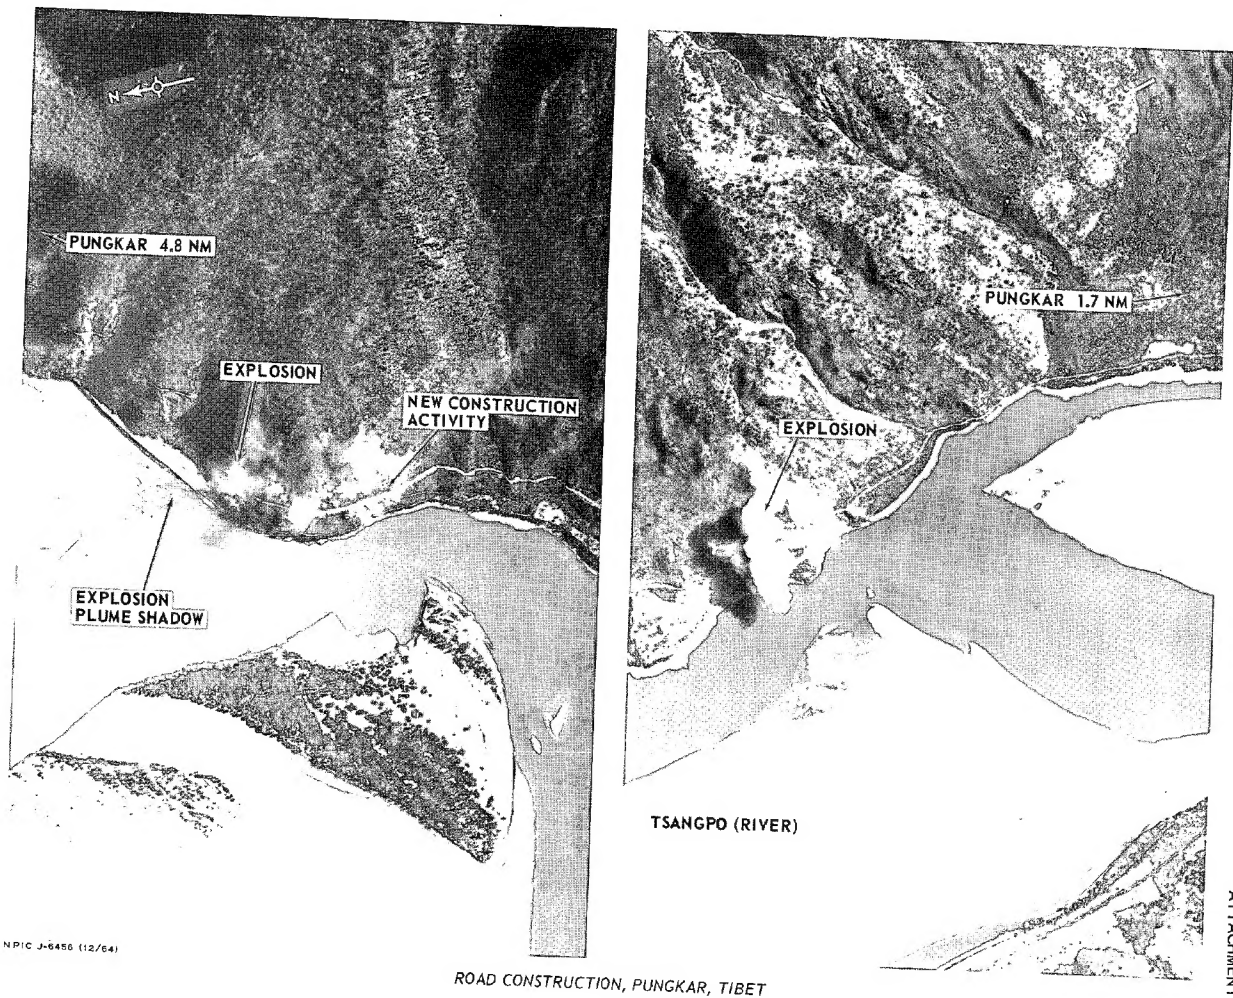 N
PUNGKAR 4.8 NM
EXPLOSION
NEW CONSTRUCTION
ACTIVITY
EXPLOSION
PLUME SHADOW
PUNGKAR 1.7 NM
EXPLOSION
TSANGPO (RIVER)
NPIC J-6456 (12/64)
ROAD CONSTRUCTION, PUNGKAR, TIBET
ATTACHMENT